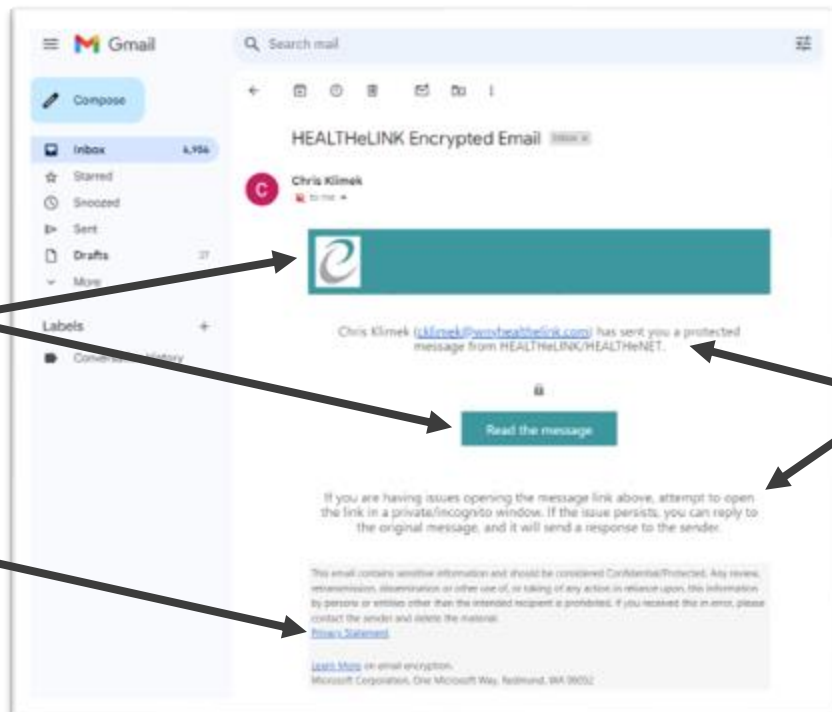 Gmail
Search mail
Compose
HEALTHeLINK Encrypted Email Inbox x
Inbox 4,904
Starred
Chris Klimek
C
to me
Snoozed
Sent
Drafts 27
More
Labels +
Conversation History
Chris Klimek (cklimek@wnyhealthelink.com) has sent you a protected
message from HEALTHeLINK/HEALTHeNET.
Read the message
If you are having issues opening the message link above, attempt to open
the link in a private/incognito window. If the issue persists, you can reply to
the original message, and it will send a response to the sender.
This email contains sensitive information and should be considered Confidential/Protected. Any review,
retransmission, dissemination or other use of, or taking of any action in reliance upon, this information
by persons or entities other than the intended recipient is prohibited. If you received this in error, please
contact the sender and delete the material.
Privacy Statement
Learn More on email encryption.
Microsoft Corporation, One Microsoft Way, Redmond, WA 98052